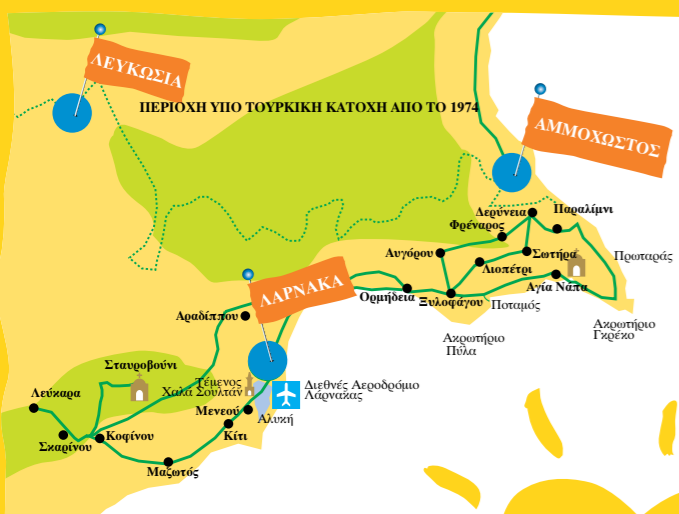 ΛΕΥΚΩΣΙΑ
ΠΕΡΙΟΧΗ ΥΠΟ ΤΟΥΡΚΙΚΗ ΚΑΤΟΧΗ ΑΠΟ ΤΟ 1974
ΑΜΜΟΧΩΣΤΟΣ
Δερύνεια
Παραλίμνι
Φρέναρος
Αυγόρου
Σωτήρα
Πρωταράς
Λιοπέτρι
Αγία Νάπα
ΛΑΡΝΑΚΑ
Ορμήδεια
Ξυλοφάγου
Ποταμός
Αραδίππου
Ακρωτήριο
Γκρέκο
Ακρωτήριο
Πύλα
Σταυροβούνι
Τέμενος
Χαλά Σουλτάν
Διεθνές Αεροδρόμιο
Λάρνακας
Λεύκαρα
Μενεού
Αλυκή
Κοφίνου
Κίτι
Σκαρίνου
Μαζωτός